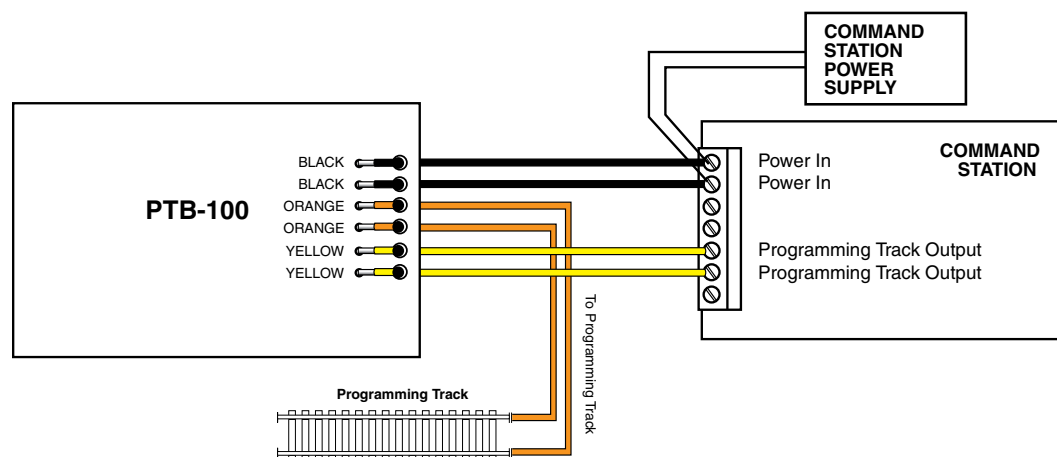 COMMAND
STATION
POWER
SUPPLY
PTB-100
BLACK
BLACK
ORANGE
ORANGE
YELLOW
YELLOW
Power In
Power In
Programming Track Output
Programming Track Output
COMMAND
STATION
To Programming Track
Programming Track